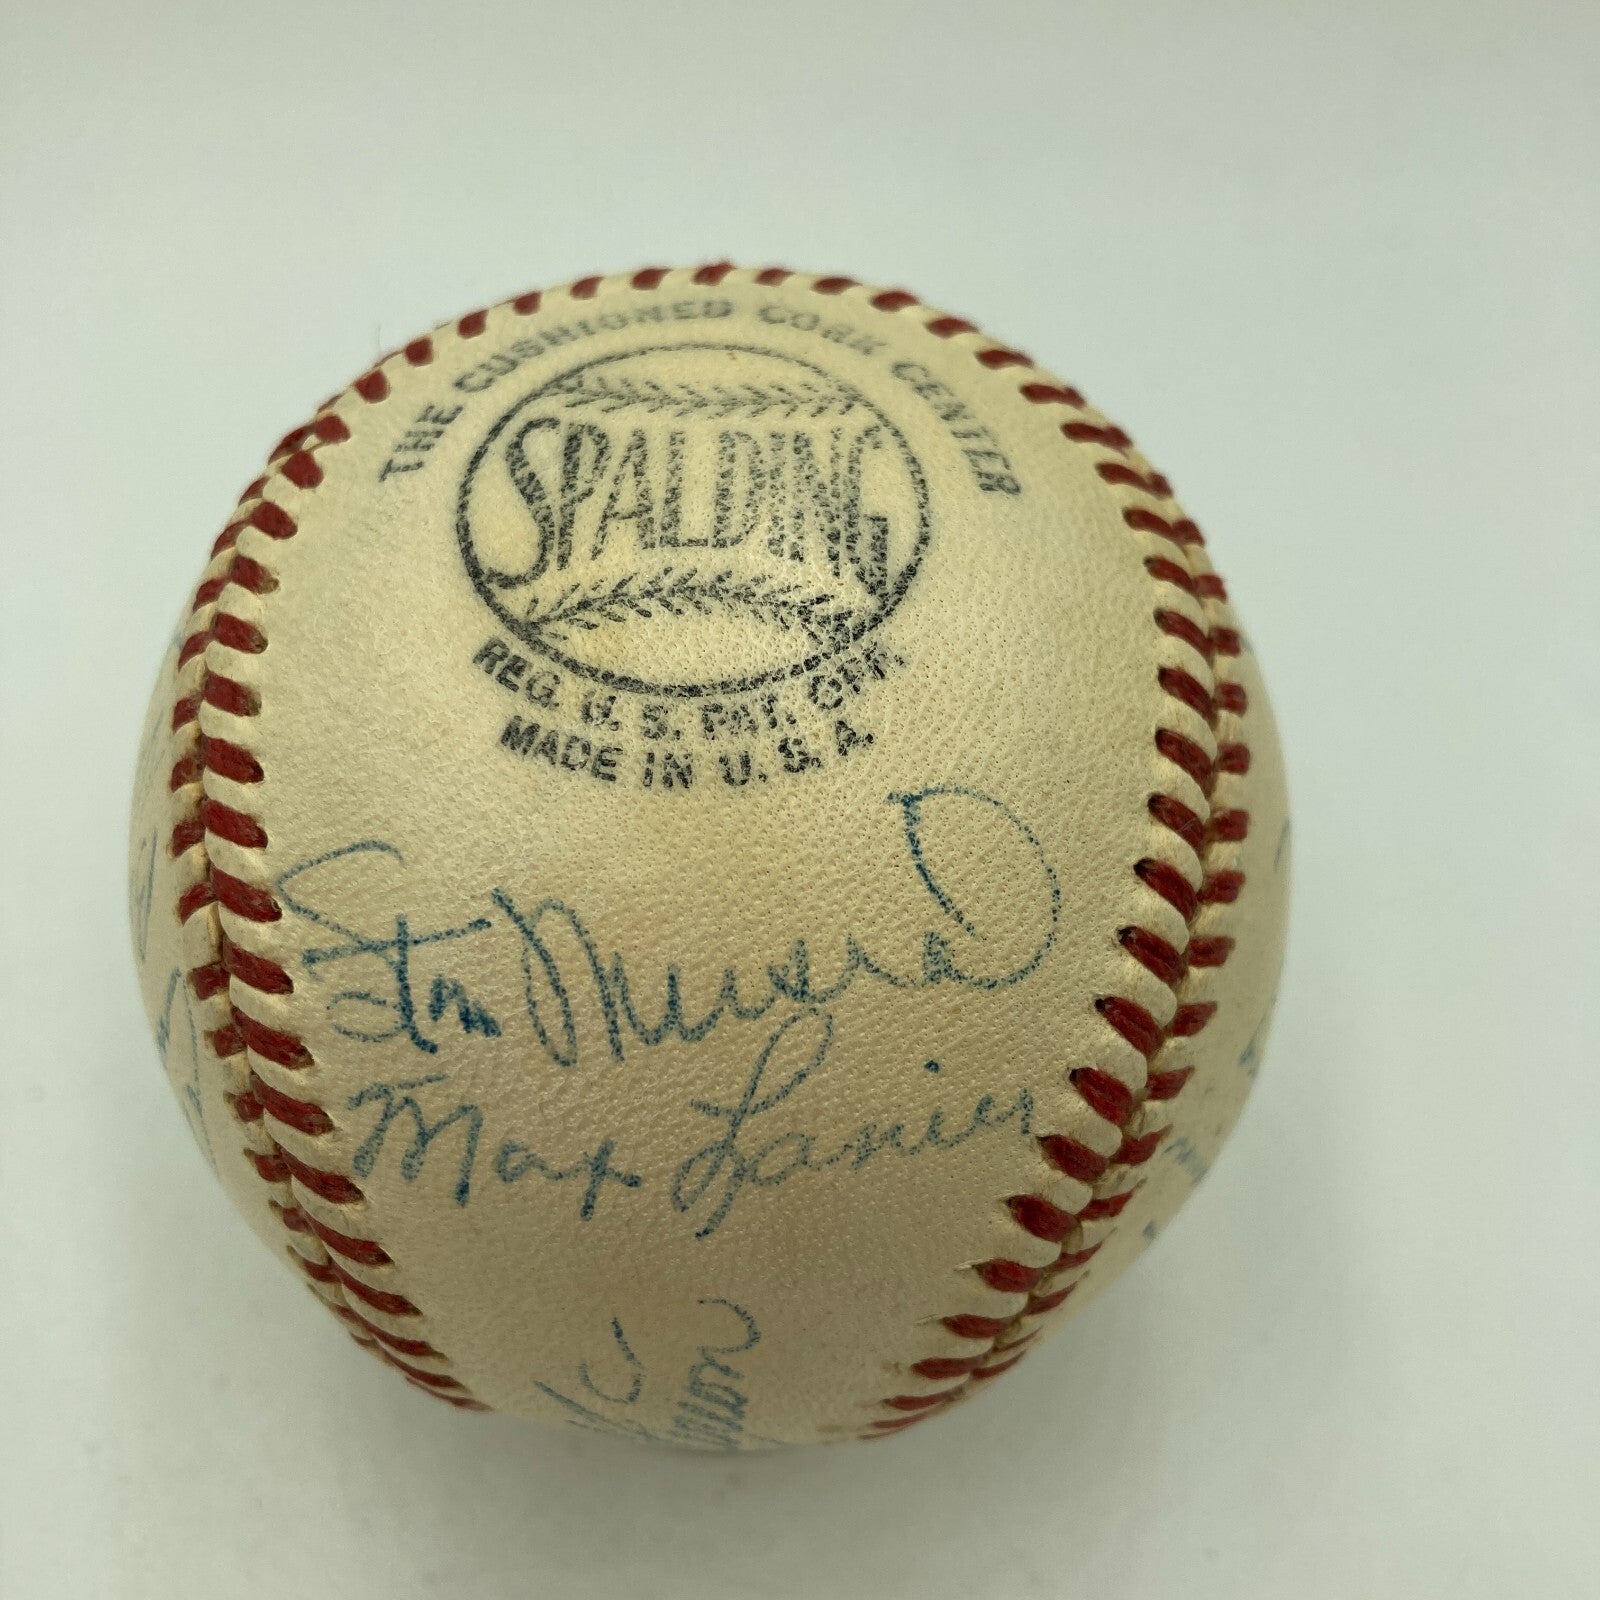 THE CUSHIONED CORK CENTER
SPALDING
REG. U. S. PAT. OFF.
MADE IN U. S. A.
Stan Musial
Max Lanier